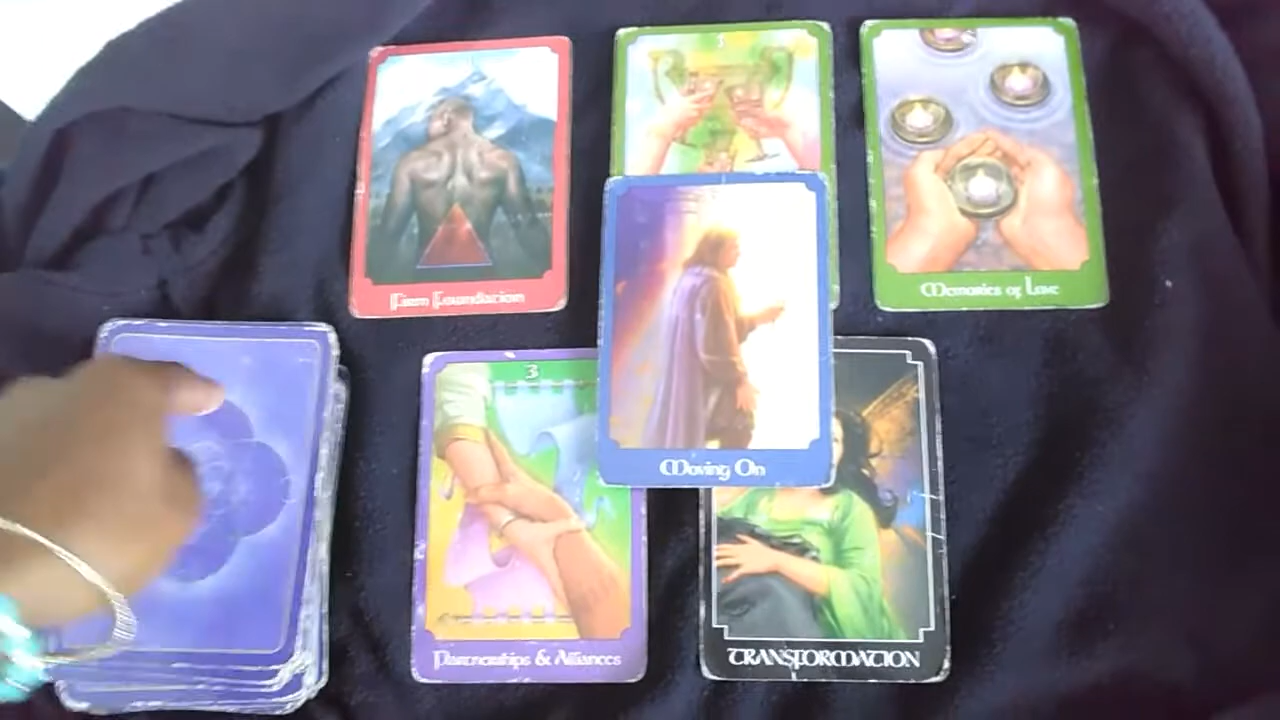 3
Firm Foundation
Memories of Love
Moving On
3
Partnerships & Alliances
TRANSFORMATION